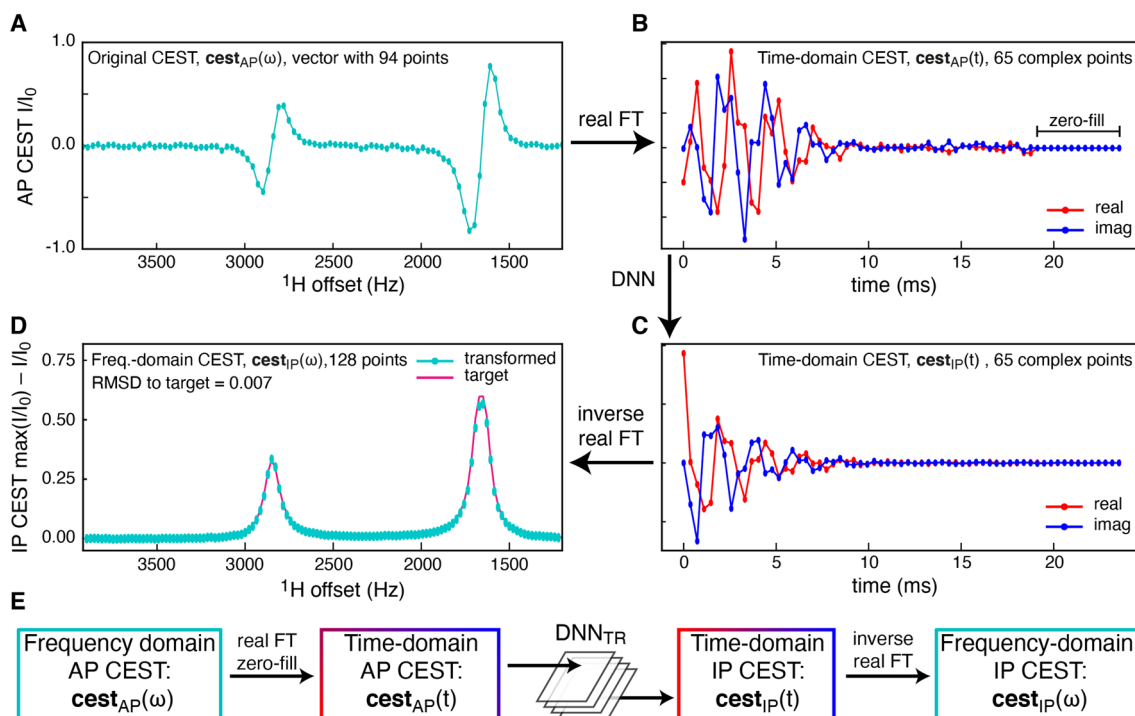 A
AP CEST I/I0
1.0
0.0
-1.0
Original CEST, cestAP(ω), vector with 94 points
3500
3000
2500
2000
1500
1H offset (Hz)
real FT
B
Time-domain CEST, cestAP(t), 65 complex points
zero-fill
real
imag
0
5
10
15
20
time (ms)
DNN
D
IP CEST max(I/I0) – I/I0
0.75
0.50
0.25
0.00
Freq.-domain CEST, cestIP(ω),128 points
RMSD to target = 0.007
transformed
target
3500
3000
2500
2000
1500
1H offset (Hz)
inverse
real FT
C
Time-domain CEST, cestIP(t) , 65 complex points
real
imag
0
5
10
15
20
time (ms)
E
Frequency domain
AP CEST:
cestAP(ω)
real FT
zero-fill
Time-domain
AP CEST:
cestAP(t)
DNNTR
Time-domain
IP CEST:
cestIP(t)
inverse
real FT
Frequency-domain
IP CEST:
cestIP(ω)